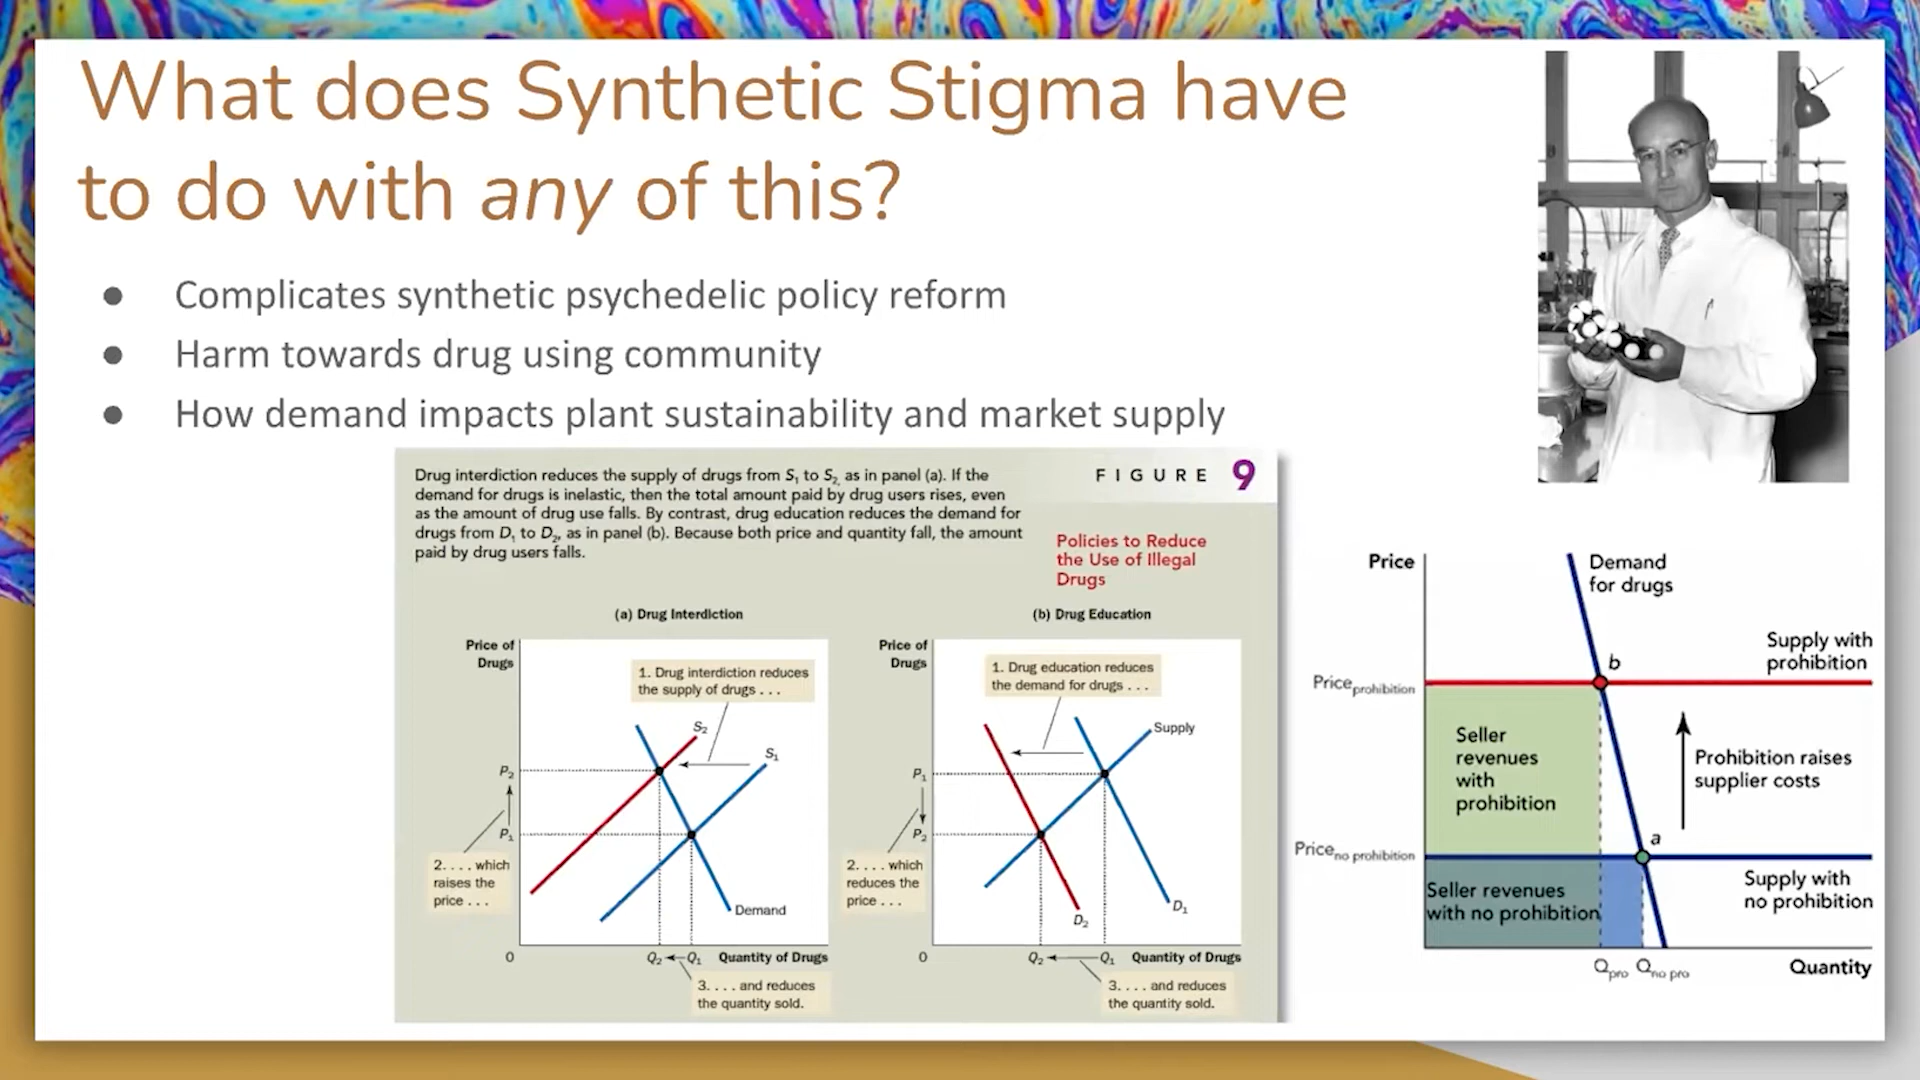 What does Synthetic Stigma have
to do with any of this?
● Complicates synthetic psychedelic policy reform
● Harm towards drug using community
● How demand impacts plant sustainability and market supply
Drug interdiction reduces the supply of drugs from S1 to S2, as in panel (a). If the
demand for drugs is inelastic, then the total amount paid by drug users rises, even
as the amount of drug use falls. By contrast, drug education reduces the demand for
drugs from D1 to D2, as in panel (b). Because both price and quantity fall, the amount
paid by drug users falls.
FIGURE 9
Policies to Reduce
the Use of Illegal
Drugs
(a) Drug Interdiction
Price of
Drugs
1. Drug interdiction reduces
the supply of drugs . . .
S2
S1
P2
P1
2. . . . which
raises the
price . . .
Demand
0
Q2
Q1
Quantity of Drugs
3. . . . and reduces
the quantity sold.
(b) Drug Education
Price of
Drugs
1. Drug education reduces
the demand for drugs . . .
Supply
P1
P2
2. . . . which
reduces the
price . . .
D1
D2
0
Q2
Q1
Quantity of Drugs
3. . . . and reduces
the quantity sold.
Price
Demand
for drugs
Supply with
prohibition
b
Price prohibition
Seller
revenues
with
prohibition
Prohibition raises
supplier costs
a
Price no prohibition
Seller revenues
with no prohibition
Supply with
no prohibition
Qpro
Qno pro
Quantity